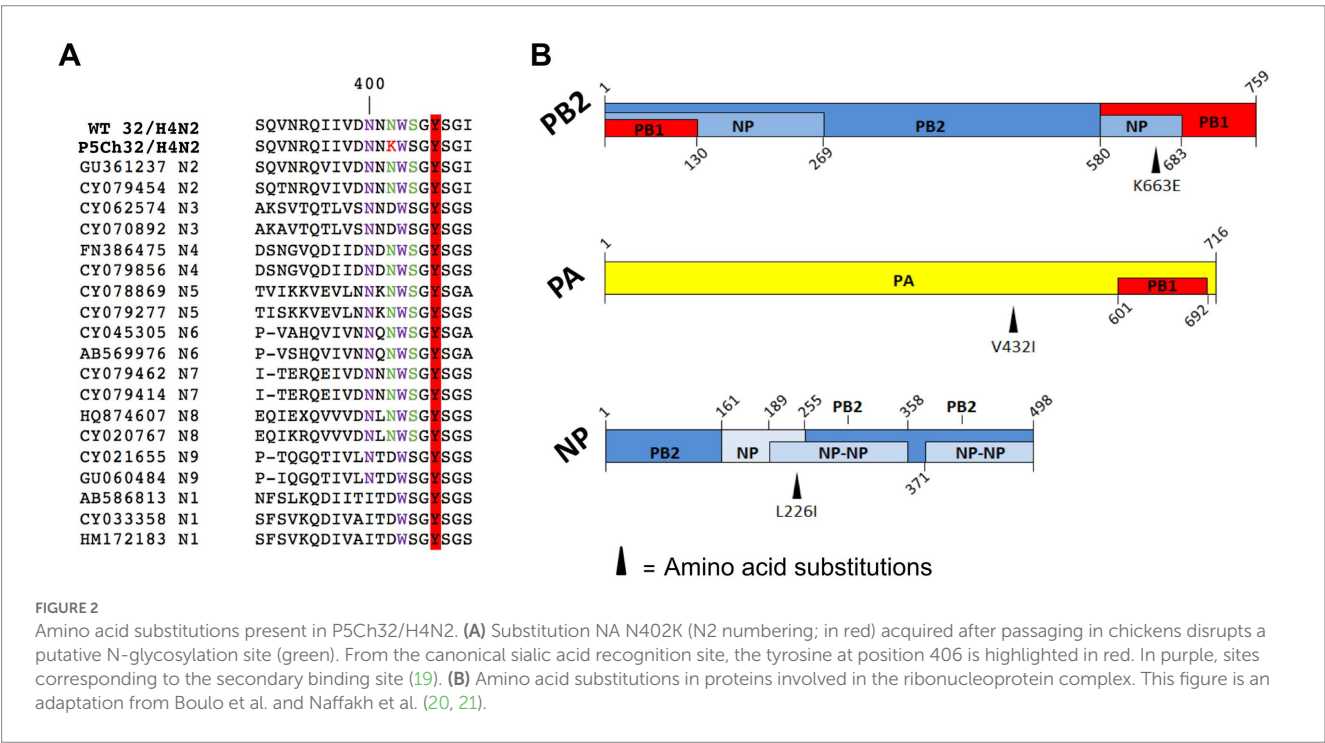 A
400
WT 32/H4N2 SQVNRQIIVDNNNWSGYSGI
P5Ch32/H4N2 SQVNRQIIVDNNKWSGYSGI
GU361237 N2 SQVNRQVIVDNNNWSGYSGI
CY079454 N2 SQTNRQVIVDNNNWSGYSGI
CY062574 N3 AKSVTQTLVSNNDWSGYSGS
CY070892 N3 AKAVTQTLVSNNDWSGYSGS
FN386475 N4 DSNGVQDIIDNDNWSGYSGS
CY079856 N4 DSNGVQDIIDNDNWSGYSGS
CY078869 N5 TVIKKVEVLNNKNWSGYSGA
CY079277 N5 TISKKVEVLNNKNWSGYSGS
CY045305 N6 P-VAHQVIVNNQNWSGYSGA
AB569976 N6 P-VSHQVIVNNQNWSGYSGA
CY079462 N7 I-TERQEIVDNNNWSGYSGS
CY079414 N7 I-TERQEIVDNNNWSGYSGS
HQ874607 N8 EQIEXQVVVDNLNWSGYSGS
CY020767 N8 EQIKRQVVVDNLNWSGYSGS
CY021655 N9 P-TQGQTIVLNTDWSGYSGS
GU060484 N9 P-IQGQTIVLNTDWSGYSGS
AB586813 N1 NFSLKQDIITITDWSGYSGS
CY033358 N1 SFSVKQDIVAITDWSGYSGS
HM172183 N1 SFSVKQDIVAITDWSGYSGS
B
PB2
1 759
PB1 NP PB2 NP PB1
130 269 580 683
K663E
PA
1 716
PA PB1
601 692
V432I
NP
1 161 189 255 PB2 358 PB2 498
PB2 NP NP-NP NP-NP
371
L226I
= Amino acid substitutions
FIGURE 2
Amino acid substitutions present in P5Ch32/H4N2. (A) Substitution NA N402K (N2 numbering; in red) acquired after passaging in chickens disrupts a
putative N-glycosylation site (green). From the canonical sialic acid recognition site, the tyrosine at position 406 is highlighted in red. In purple, sites
corresponding to the secondary binding site (19). (B) Amino acid substitutions in proteins involved in the ribonucleoprotein complex. This figure is an
adaptation from Boulo et al. and Naffakh et al. (20, 21).